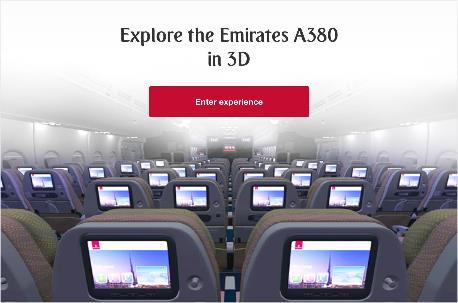 Explore the Emirates A380
in 3D
Enter experience